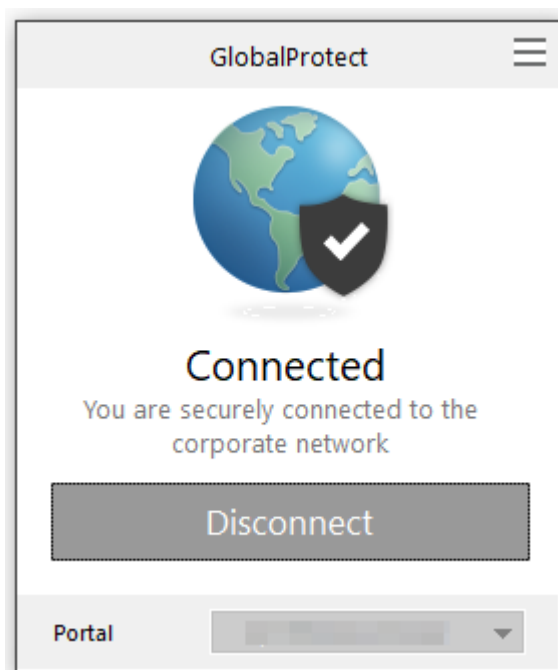 GlobalProtect
Connected
You are securely connected to the
corporate network
Disconnect
Portal